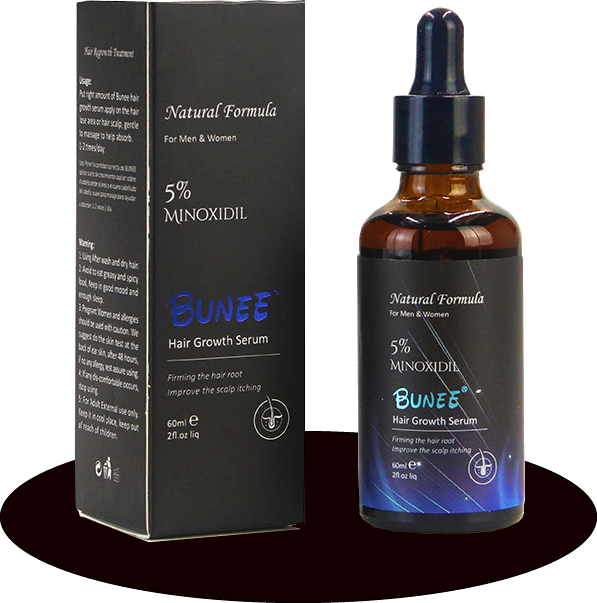 Hair Regrowth Treatment
Usage:
Put right amount of Bunee hair
growth serum apply on the hair
lose area or hair scalp, gentle
to massage to help absorb.
1-2 times/day
Warning:
1: Using After wash and dry hair.
2: Avoid to eat greasy and spicy
food, Keep in good mood and
enough sleep.
3: Pregnant Women and allergies
should be used with caution. We
suggest do the skin test at the
back of ear skin, after 48 hours,
if no any allergy, rest assure using.
4: If any dis-comfortable occurs,
stop using
5: For Adult External use only.
Keep it in cool place, keep out
of reach of children.
Natural Formula
For Men & Women
5%
MINOXIDIL
BUNEE
Hair Growth Serum
Firming the hair root
Improve the scalp itching
60ml ℮
2fl.oz liq
Natural Formula
For Men & Women
5%
MINOXIDIL
BUNEE®
Hair Growth Serum
Firming the hair root
Improve the scalp itching
60ml ℮
2fl.oz liq